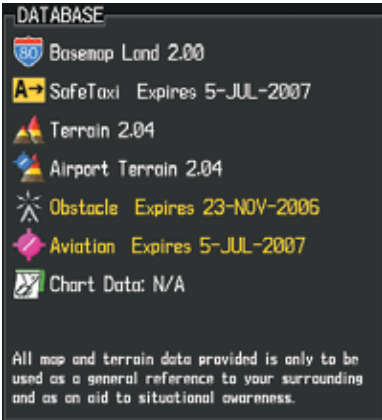 DATABASE
80 Basemap Land 2.00
A→ SafeTaxi Expires 5-JUL-2007
Terrain 2.04
Airport Terrain 2.04
Obstacle Expires 23-NOV-2006
Aviation Expires 5-JUL-2007
Chart Data: N/A
All map and terrain data provided is only to be
used as a general reference to your surrounding
and as an aid to situational awareness.